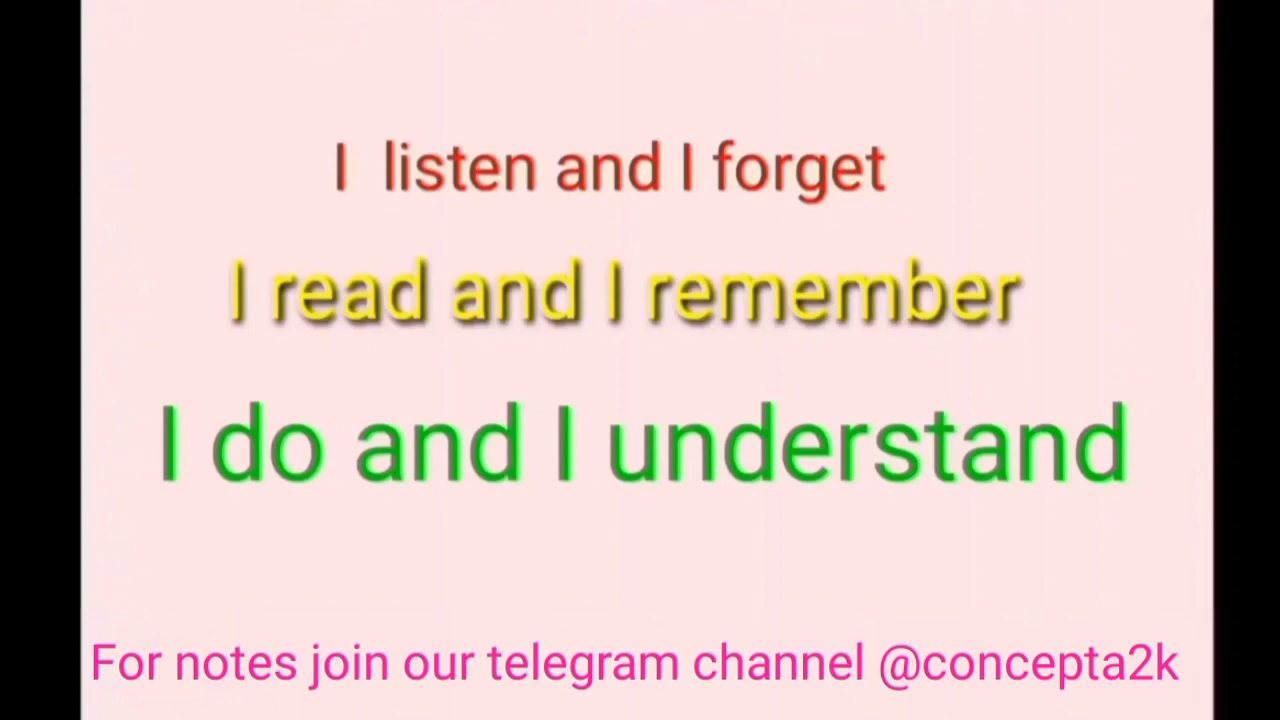 I listen and I forget
I read and I remember
I do and I understand
For notes join our telegram channel @concepta2k